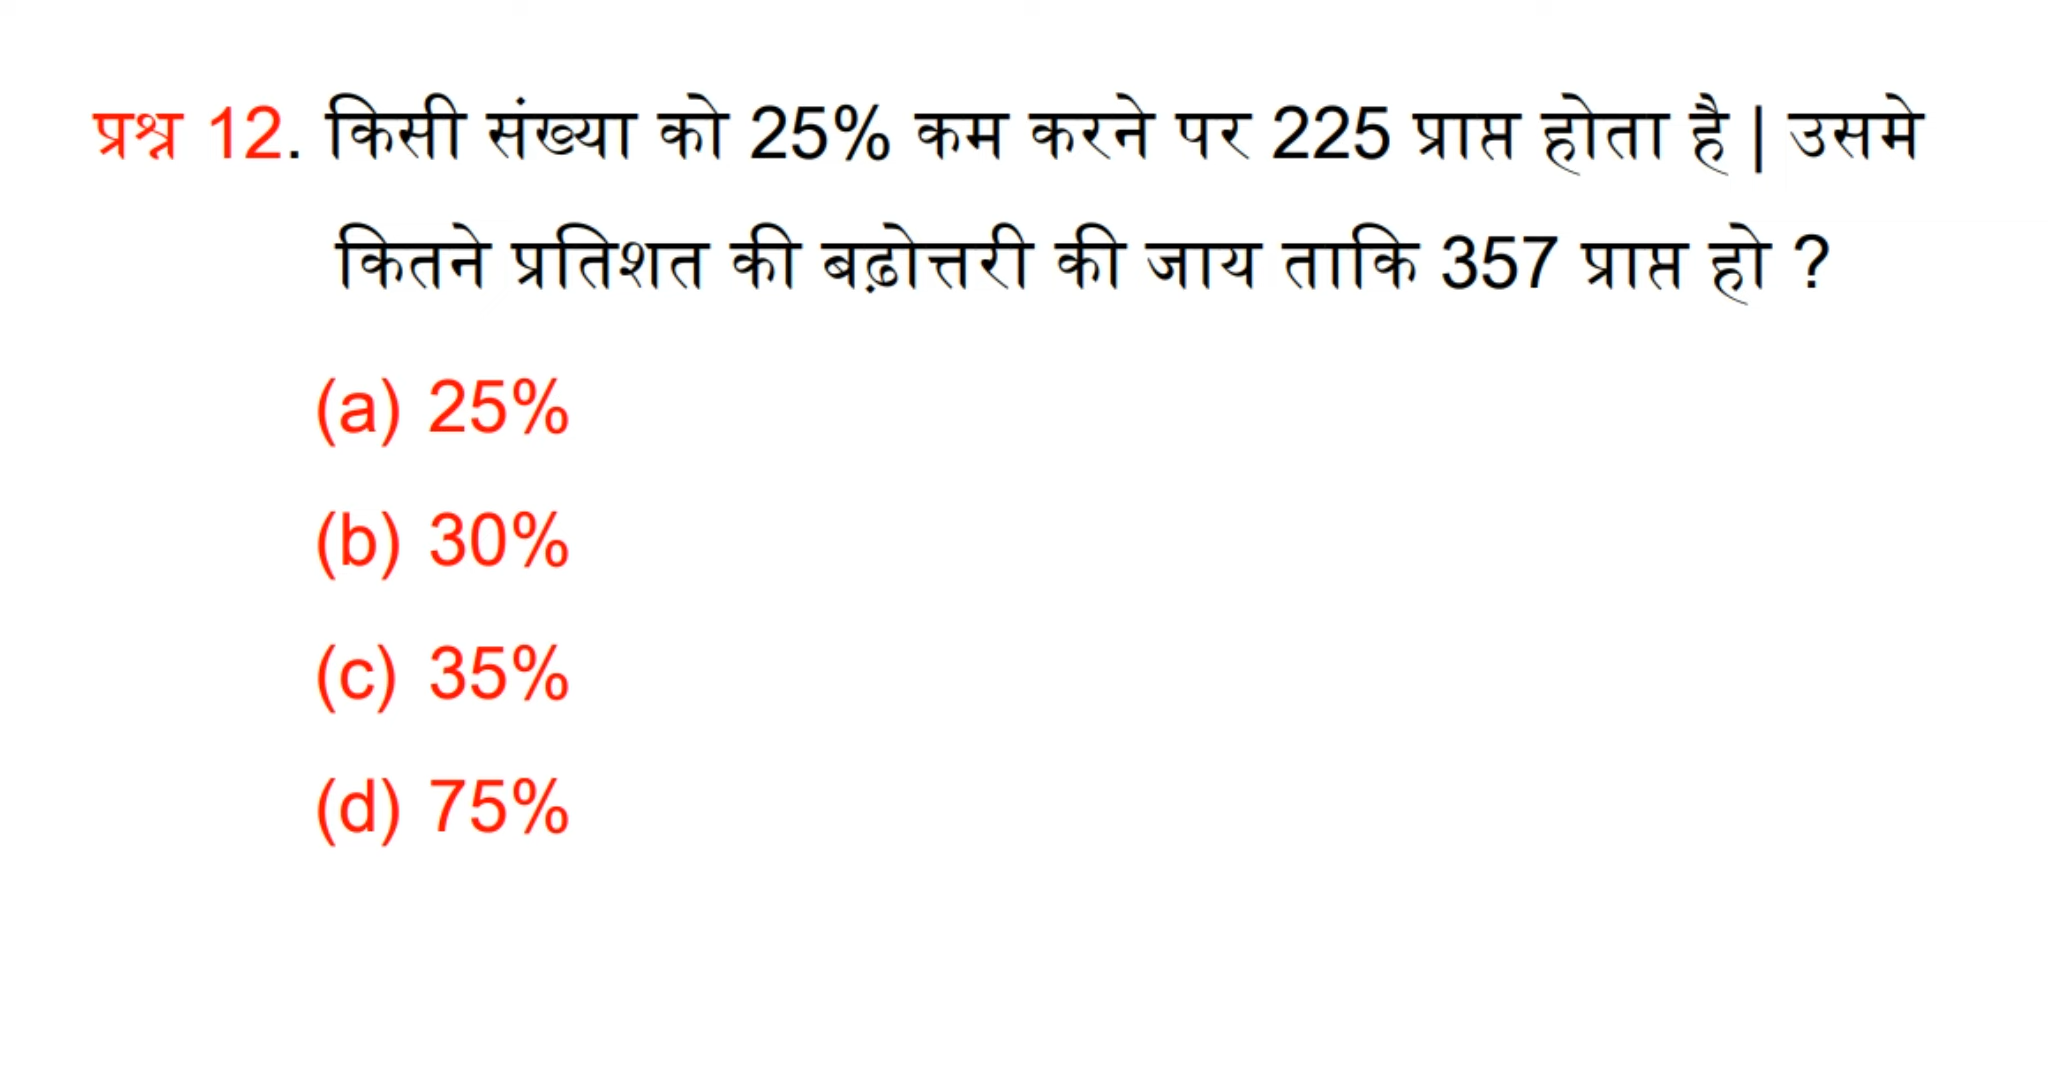 प्रश्न 12. किसी संख्या को 25% कम करने पर 225 प्राप्त होता है | उसमे
कितने प्रतिशत की बढ़ोत्तरी की जाय ताकि 357 प्राप्त हो ?
(a) 25%
(b) 30%
(c) 35%
(d) 75%